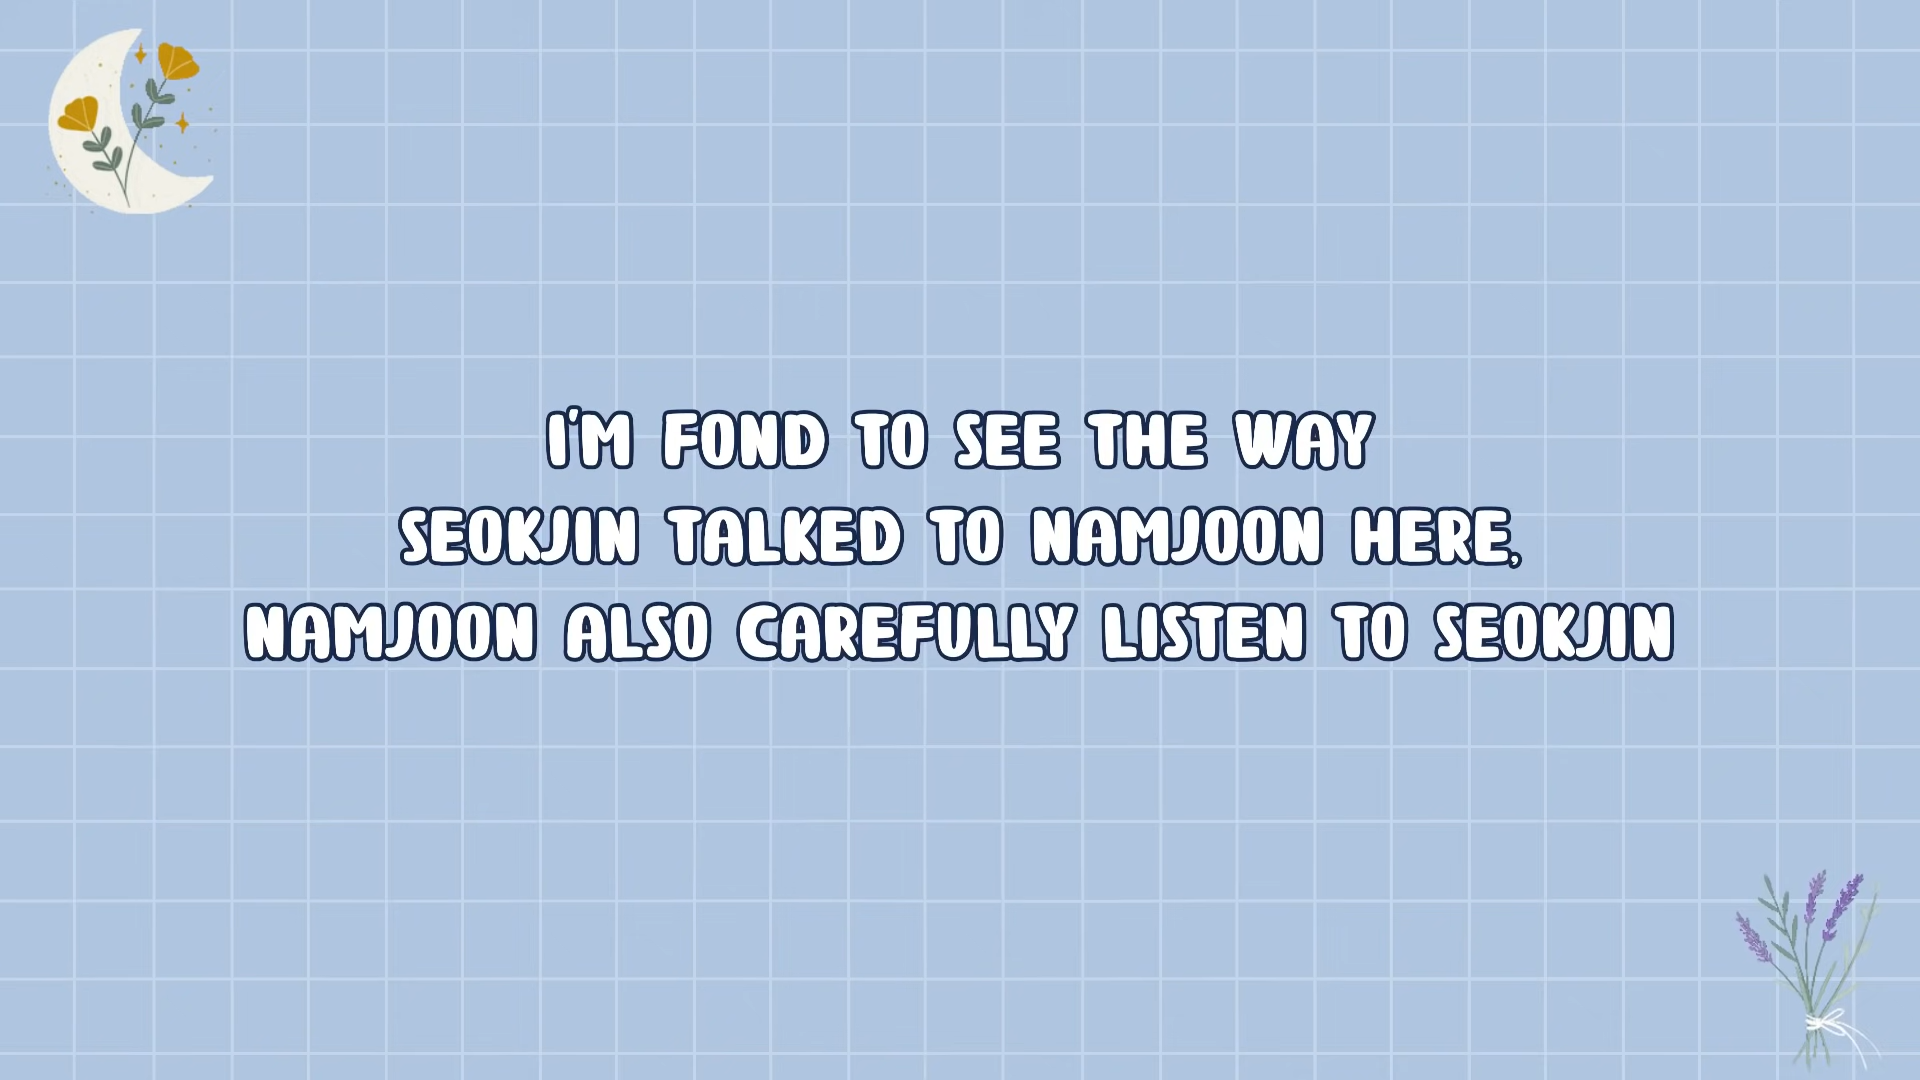 I'M FOND TO SEE THE WAY
SEOKJIN TALKED TO NAMJOON HERE,
NAMJOON ALSO CAREFULLY LISTEN TO SEOKJIN